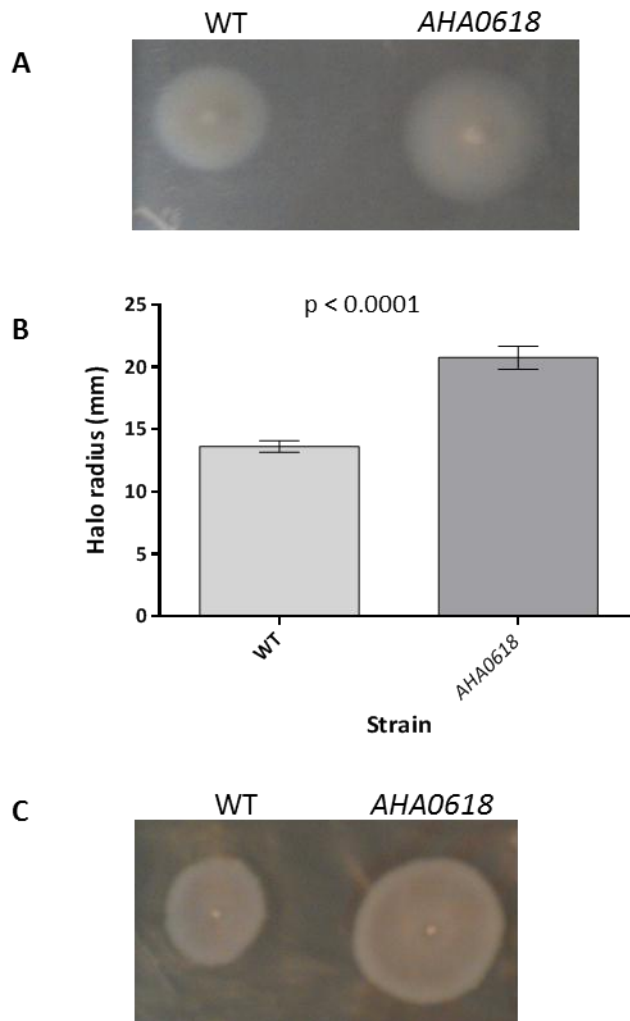 WT AHA0618
A
p < 0.0001
B
25
20
15
10
5
0
Halo radius (mm)
WT AHA0618
Strain
C
WT AHA0618